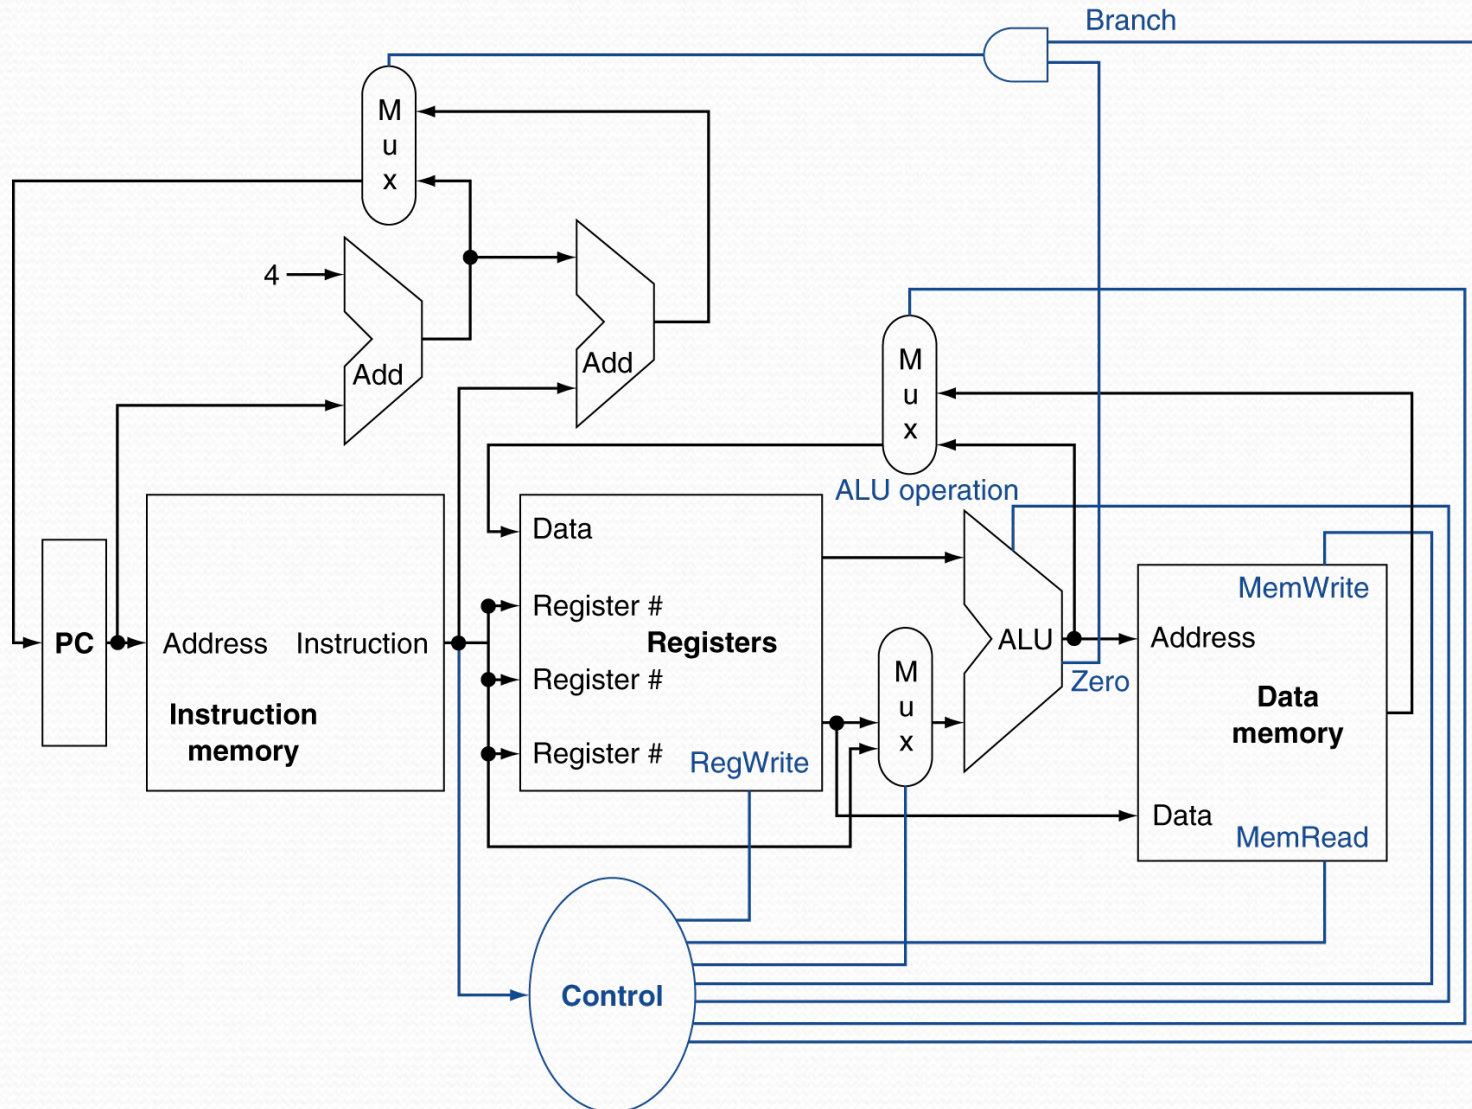 Branch
M
u
x
4
Add
Add
M
u
x
ALU operation
Data
Register #
Register #
Register #
Registers
RegWrite
PC
Address
Instruction
Instruction
memory
M
u
x
ALU
Zero
MemWrite
Address
Data
memory
Data
MemRead
Control